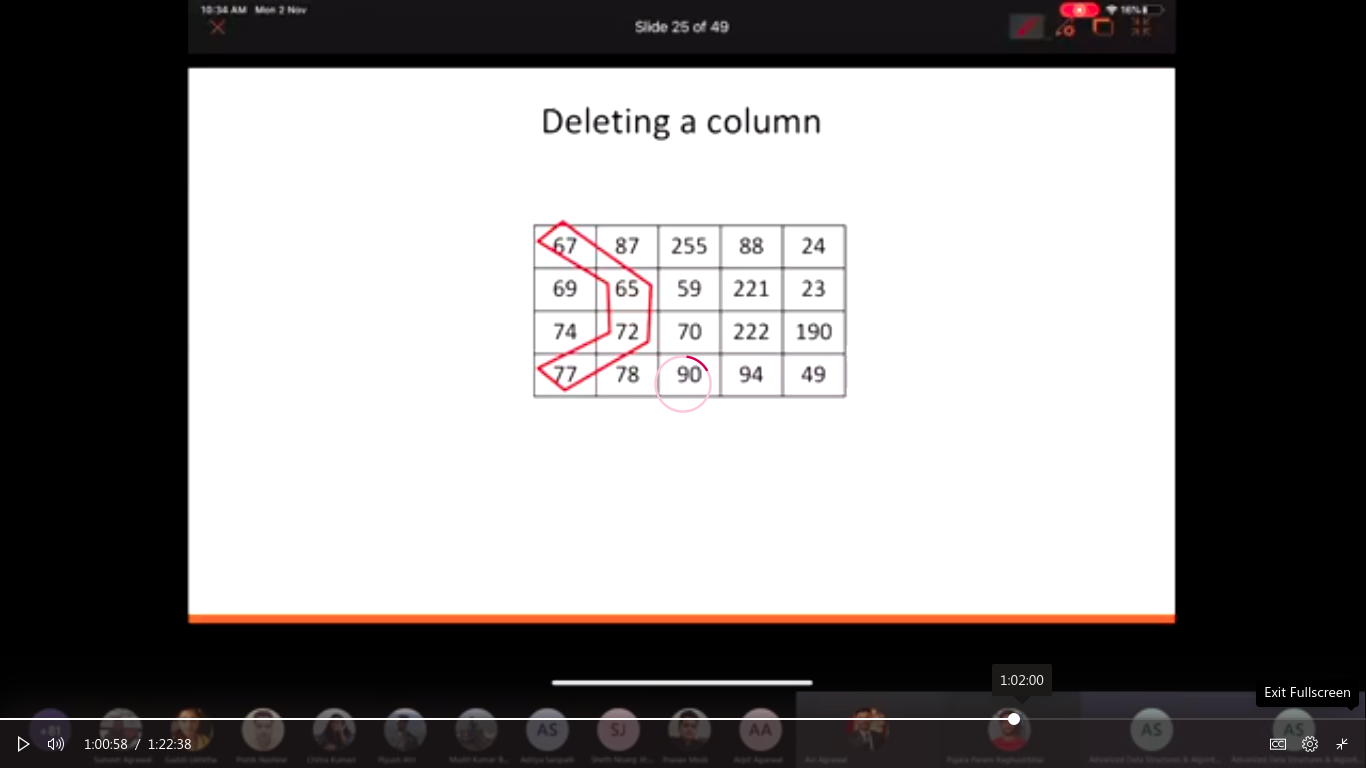 10:34 AM Mon 2 Nov
16%
Slide 25 of 49
Deleting a column
67 87 255 88 24
69 65 59 221 23
74 72 70 222 190
77 78 90 94 49
1:02:00
Exit Fullscreen
+81 AS SJ AA AS AS
1:00:58 / 1:22:38
CC